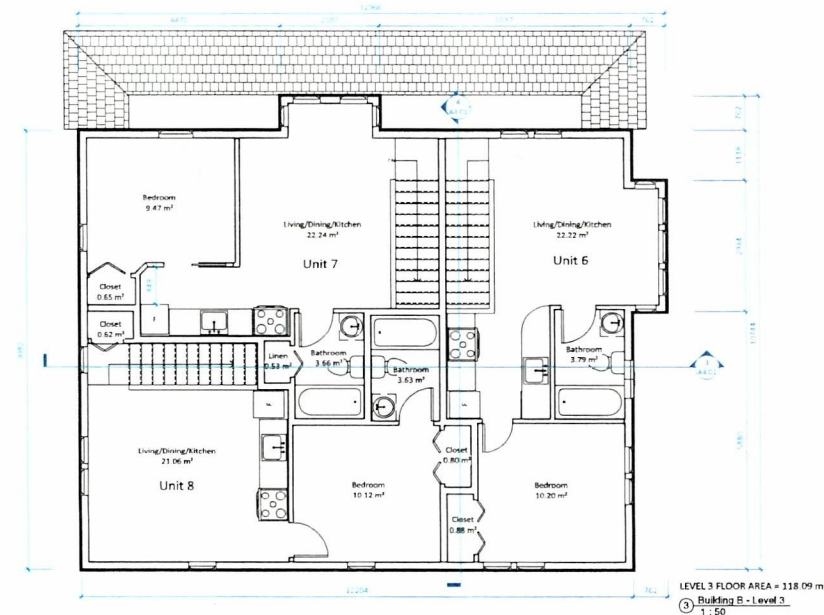 12966
762
Bedroom
9.47 m²
Living/Dining/Kitchen
22.24 m²
Unit 7
Living/Dining/Kitchen
22.22 m²
Unit 6
Closet
0.65 m²
Closet
0.62 m²
Linen
0.53 m²
Bathroom
3.66 m²
Bathroom
3.63 m²
Bathroom
3.79 m²
Living/Dining/Kitchen
21.06 m²
Unit 8
Bedroom
10.12 m²
Closet
0.80 m²
Closet
0.88 m²
Bedroom
10.20 m²
12204
762
LEVEL 3 FLOOR AREA = 118.09 m
3 Building B - Level 3
1 : 50